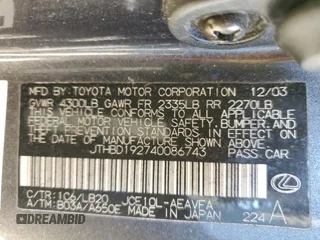 MFD.BY: TOYOTA MOTOR CORPORATION 12/03
GVWR 4300LB GAWR FR 2335LB RR 2270LB
THIS VEHICLE CONFORMS TO ALL APPLICABLE
FEDERAL MOTOR VEHICLE SAFETY, BUMPER, AND
THEFT PREVENTION STANDARDS IN EFFECT ON
THE DATE OF MANUFACTURE SHOWN ABOVE.
JTHBD192740086743 PASS. CAR
C/TR: 1C6/LB20 JCE10L-AEAVFA
A/TM: B03A/A650E MADE IN JAPAN 224 A
DREAMBID